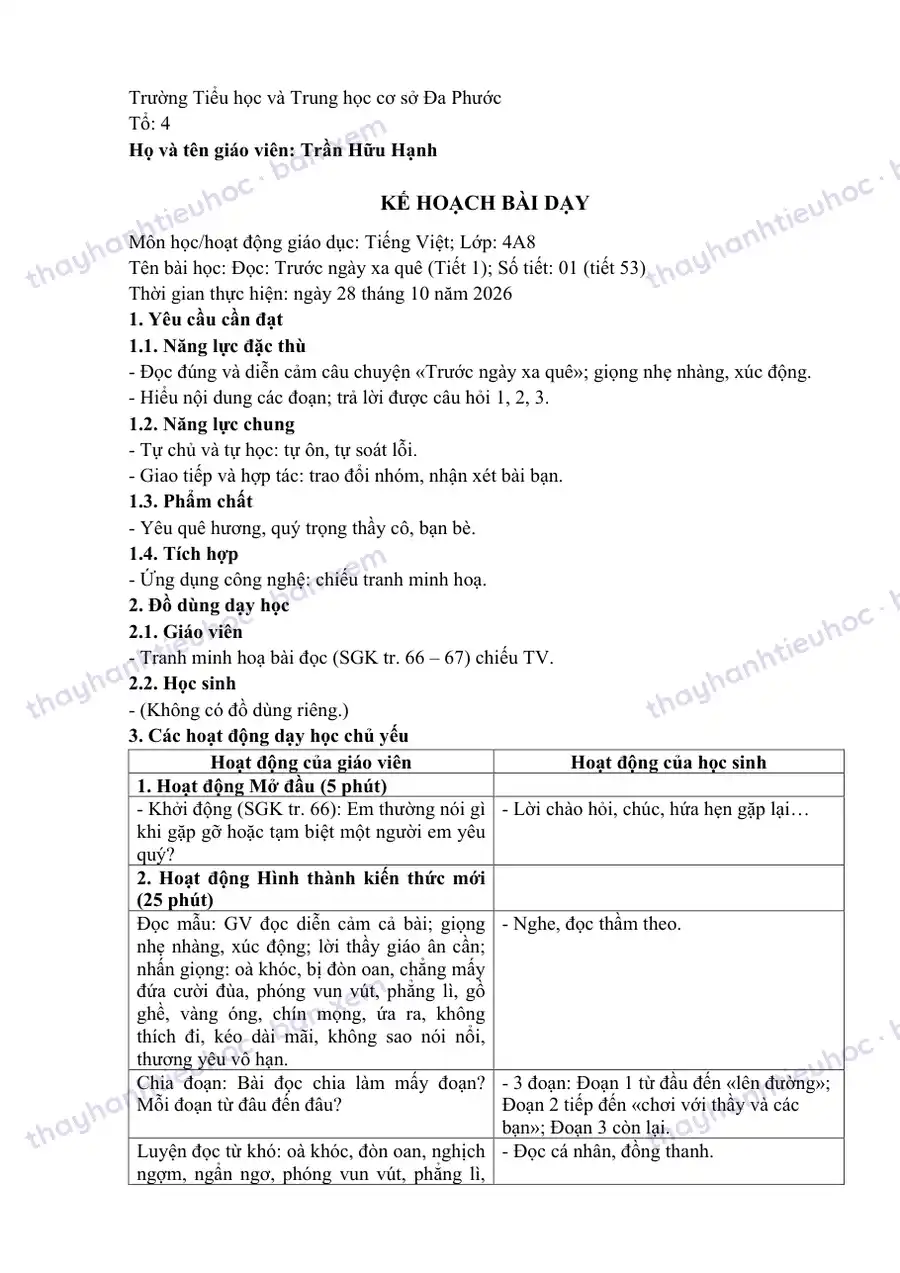 Trường Tiểu học và Trung học cơ sở Đa Phước
Tổ: 4
Họ và tên giáo viên: Trần Hữu Hạnh
KẾ HOẠCH BÀI DẠY
Môn học/hoạt động giáo dục: Tiếng Việt; Lớp: 4A8
Tên bài học: Đọc: Trước ngày xa quê (Tiết 1); Số tiết: 01 (tiết 53)
Thời gian thực hiện: ngày 28 tháng 10 năm 2026
1. Yêu cầu cần đạt
1.1. Năng lực đặc thù
- Đọc đúng và diễn cảm câu chuyện «Trước ngày xa quê»; giọng nhẹ nhàng, xúc động.
- Hiểu nội dung các đoạn; trả lời được câu hỏi 1, 2, 3.
1.2. Năng lực chung
- Tự chủ và tự học: tự ôn, tự soát lỗi.
- Giao tiếp và hợp tác: trao đổi nhóm, nhận xét bài bạn.
1.3. Phẩm chất
- Yêu quê hương, quý trọng thầy cô, bạn bè.
1.4. Tích hợp
- Ứng dụng công nghệ: chiếu tranh minh hoạ.
2. Đồ dùng dạy học
2.1. Giáo viên
- Tranh minh hoạ bài đọc (SGK tr. 66 – 67) chiếu TV.
2.2. Học sinh
- (Không có đồ dùng riêng.)
3. Các hoạt động dạy học chủ yếu
Hoạt động của giáo viên
Hoạt động của học sinh
1. Hoạt động Mở đầu (5 phút)
- Khởi động (SGK tr. 66): Em thường nói gì
khi gặp gỡ hoặc tạm biệt một người em yêu
quý?
- Lời chào hỏi, chúc, hứa hẹn gặp lại…
2. Hoạt động Hình thành kiến thức mới
(25 phút)
Đọc mẫu: GV đọc diễn cảm cả bài; giọng
nhẹ nhàng, xúc động; lời thầy giáo ân cần;
nhấn giọng: oà khóc, bị đòn oan, chẳng mấy
đứa cười đùa, phóng vun vút, phẳng lì, gồ
ghề, vàng óng, chín mọng, ứa ra, không
thích đi, kéo dài mãi, không sao nói nổi,
thương yêu vô hạn.
- Nghe, đọc thầm theo.
Chia đoạn: Bài đọc chia làm mấy đoạn?
Mỗi đoạn từ đâu đến đâu?
- 3 đoạn: Đoạn 1 từ đầu đến «lên đường»;
Đoạn 2 tiếp đến «chơi với thầy và các
bạn»; Đoạn 3 còn lại.
Luyện đọc từ khó: oà khóc, đòn oan, nghịch
ngợm, ngẩn ngơ, phóng vun vút, phẳng lì,
- Đọc cá nhân, đồng thanh.
thayhanhtieuhoc · bản xem
thayhanhtieuhoc · b
thayhanhtieuhoc · bản xem
thayhanhtieuhoc · b
thayhanhtieuhoc · bản xem
thayhanhtieuhoc · b